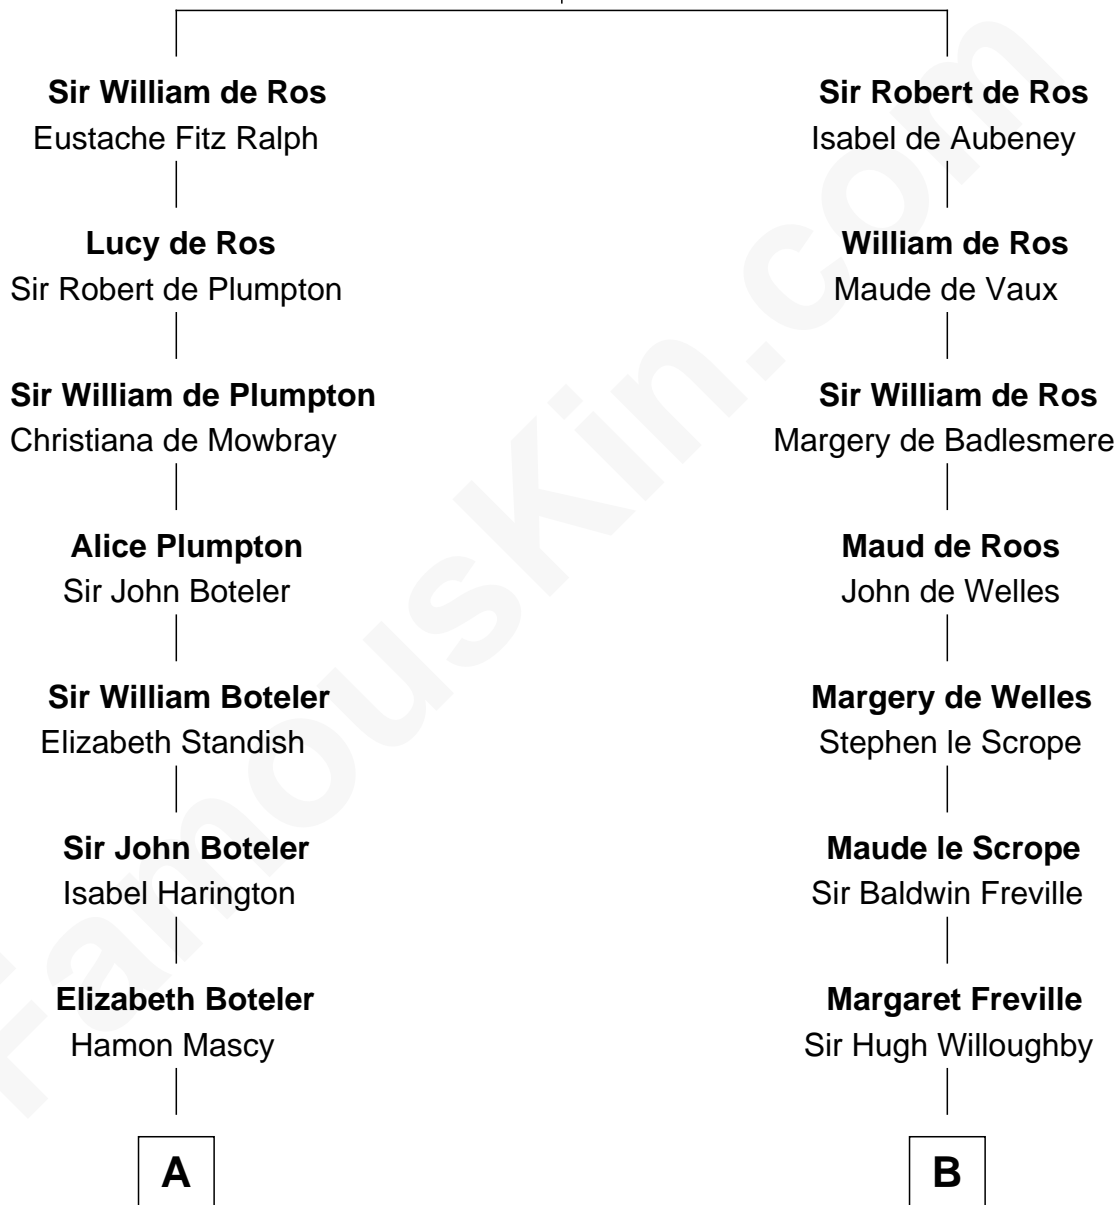 Sir William de Ros
Eustache Fitz Ralph
Lucy de Ros
Sir Robert de Plumpton
Sir William de Plumpton
Christiana de Mowbray
Alice Plumpton
Sir John Boteler
Sir William Boteler
Elizabeth Standish
Sir John Boteler
Isabel Harington
Elizabeth Boteler
Hamon Mascy
A
Sir Robert de Ros
Isabel de Aubeney
William de Ros
Maude de Vaux
Sir William de Ros
Margery de Badlesmere
Maud de Roos
John de Welles
Margery de Welles
Stephen le Scrope
Maude le Scrope
Sir Baldwin Freville
Margaret Freville
Sir Hugh Willoughby
B
FamousKin.com